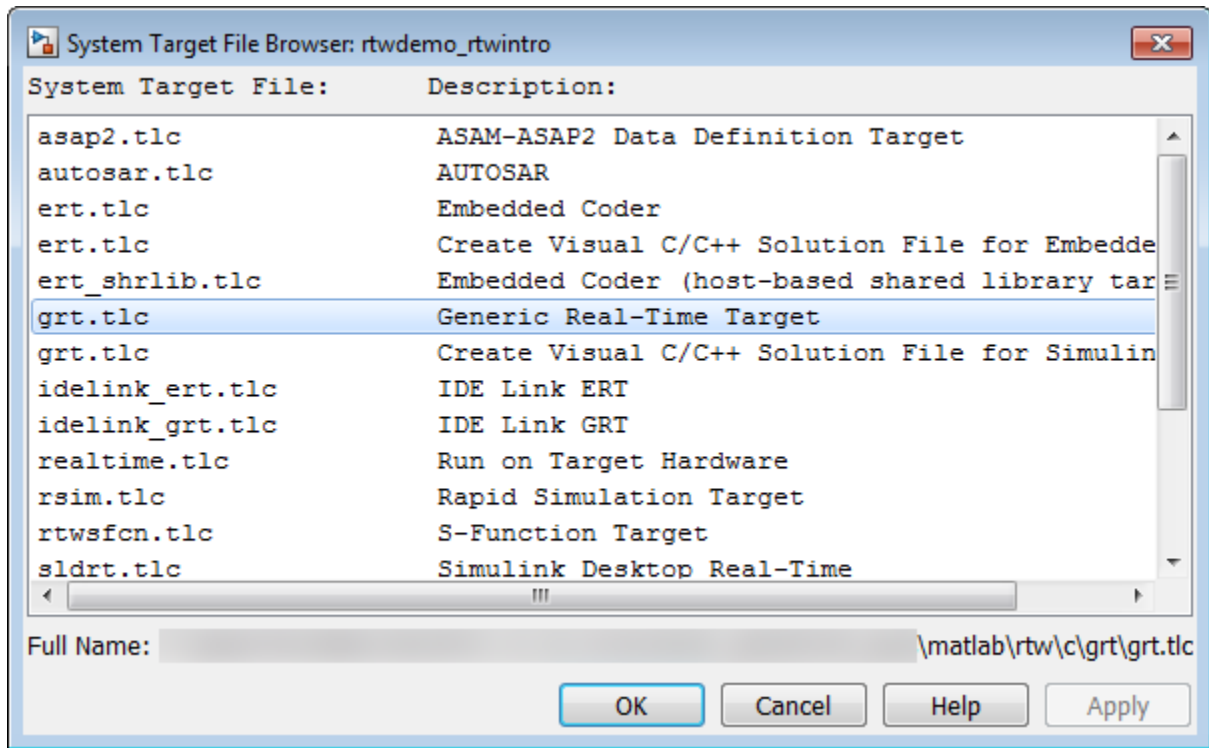 System Target File Browser: rtwdemo_rtwintro
System Target File: Description:
asap2.tlc ASAM-ASAP2 Data Definition Target
autosar.tlc AUTOSAR
ert.tlc Embedded Coder
ert.tlc Create Visual C/C++ Solution File for Embedde
ert_shrlib.tlc Embedded Coder (host-based shared library tar
grt.tlc Generic Real-Time Target
grt.tlc Create Visual C/C++ Solution File for Simulin
idelink_ert.tlc IDE Link ERT
idelink_grt.tlc IDE Link GRT
realtime.tlc Run on Target Hardware
rsim.tlc Rapid Simulation Target
rtwsfcn.tlc S-Function Target
sldrt.tlc Simulink Desktop Real-Time
Full Name: \matlab\rtw\c\grt\grt.tlc
OK Cancel Help Apply